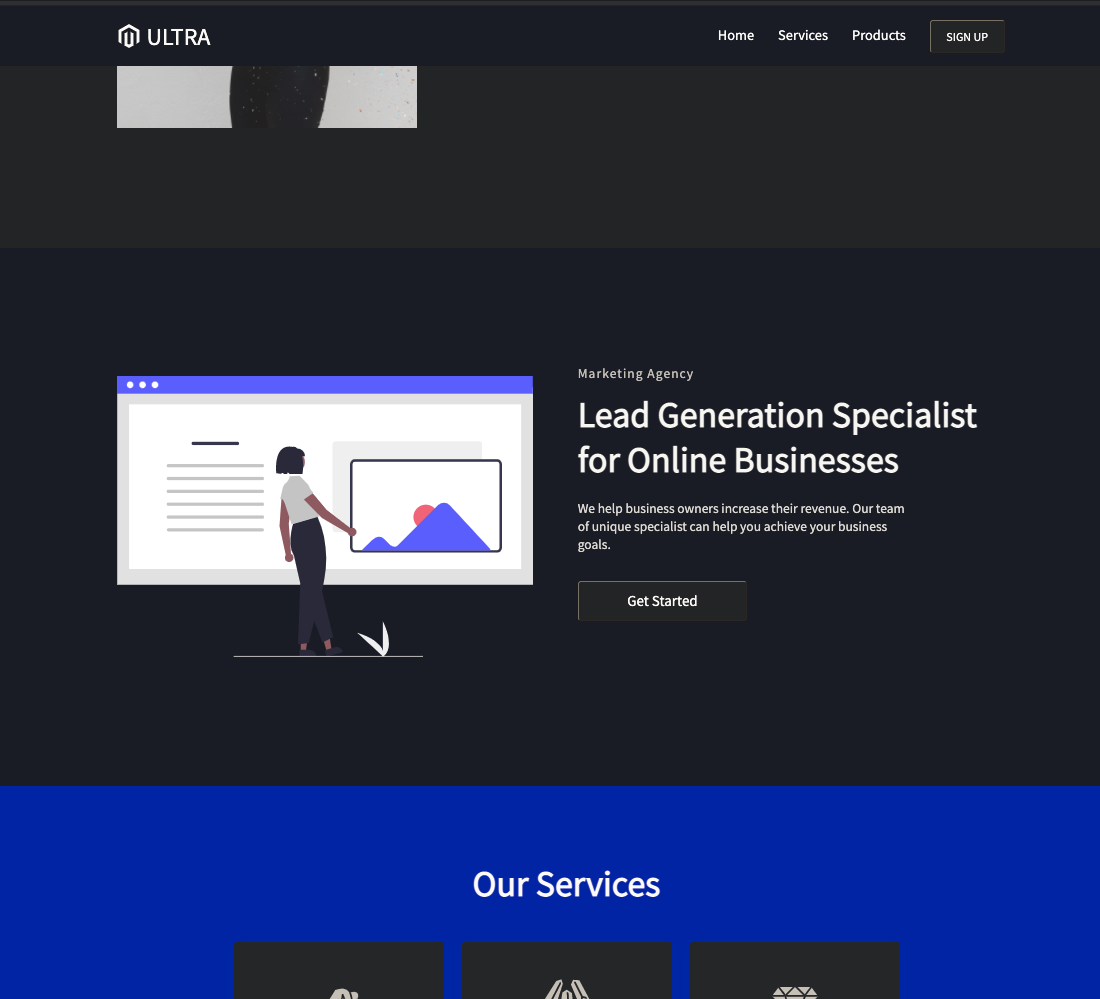 ULTRA
Home
Services
Products
SIGN UP
Marketing Agency
Lead Generation Specialist
for Online Businesses
We help business owners increase their revenue. Our team
of unique specialist can help you achieve your business
goals.
Get Started
Our Services